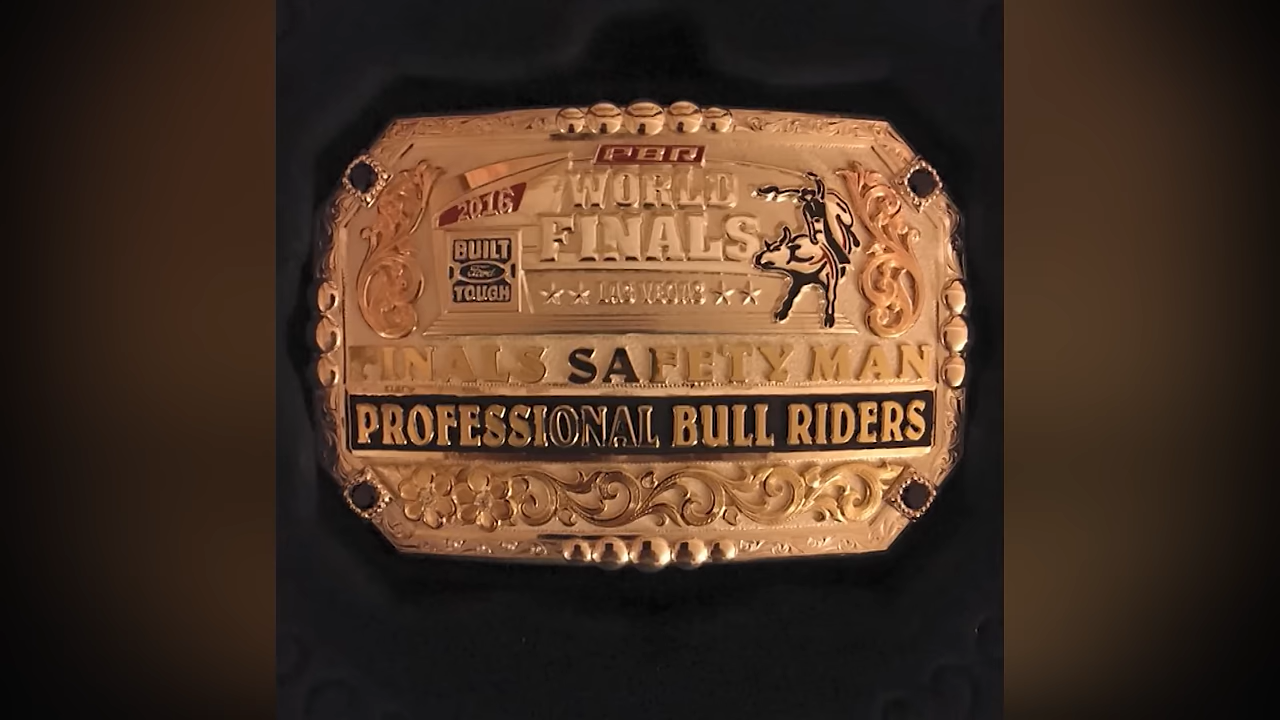 PBR
2016
WORLD
FINALS
BUILT
Ford
TOUGH
LAS VEGAS
FINALS SAFETY MAN
PROFESSIONAL BULL RIDERS